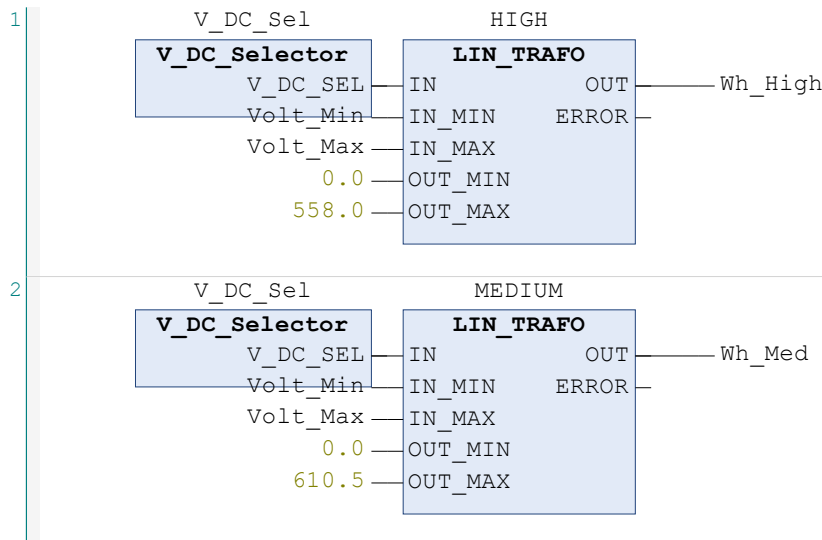 1 V_DC_Sel HIGH
V_DC_Selector LIN_TRAFO
V_DC_SEL IN OUT Wh_High
Volt_Min IN_MIN ERROR
Volt_Max IN_MAX
0.0 OUT_MIN
558.0 OUT_MAX
2 V_DC_Sel MEDIUM
V_DC_Selector LIN_TRAFO
V_DC_SEL IN OUT Wh_Med
Volt_Min IN_MIN ERROR
Volt_Max IN_MAX
0.0 OUT_MIN
610.5 OUT_MAX